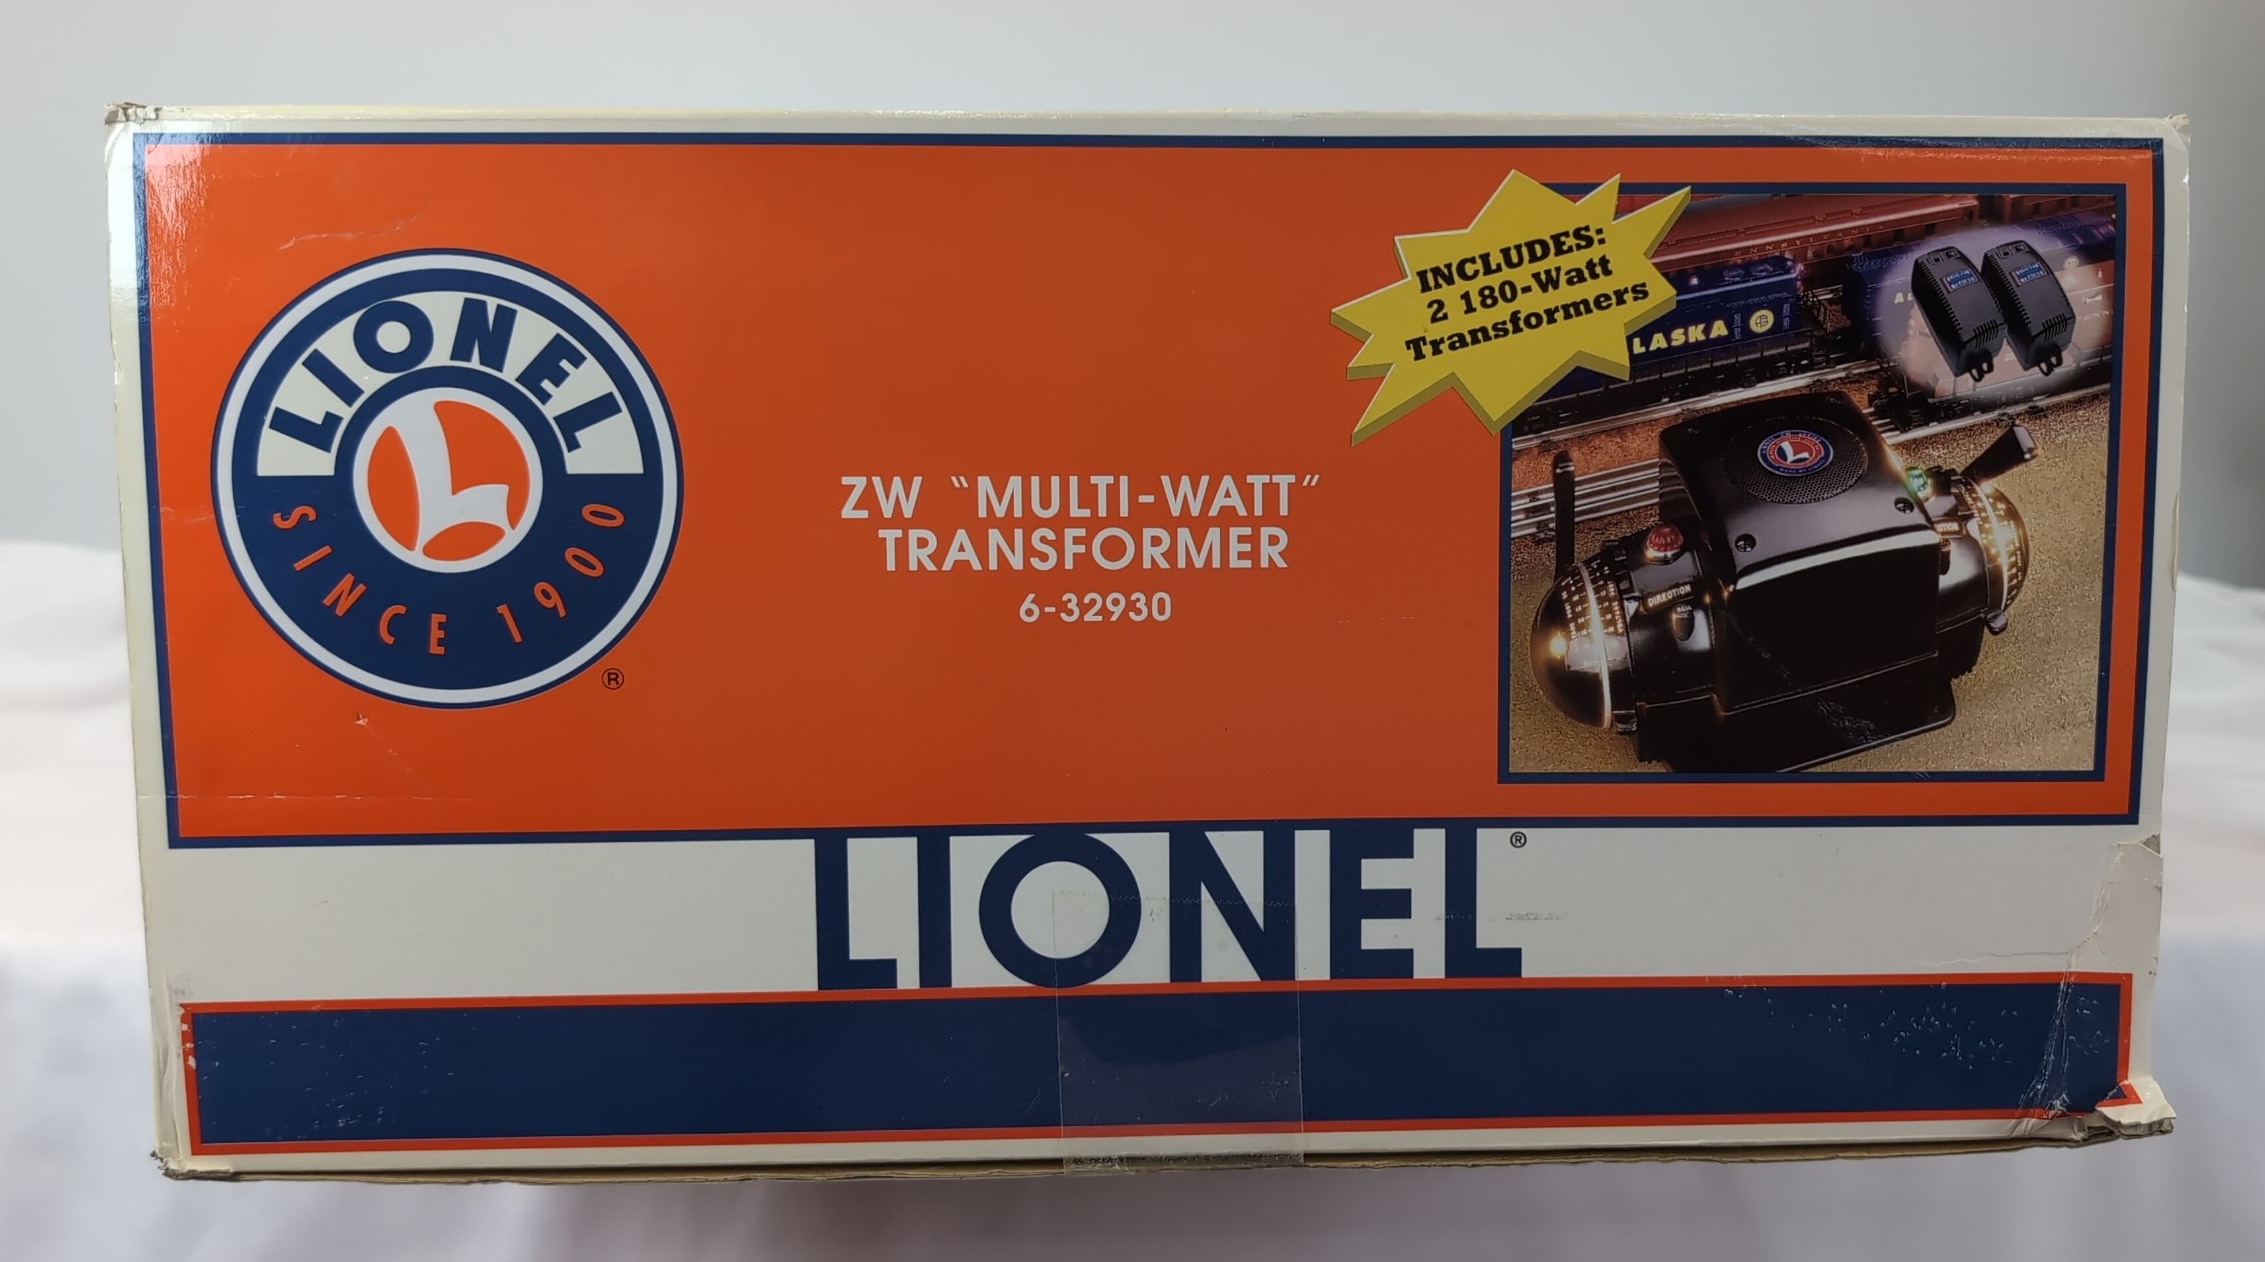 LIONEL
SINCE 1900
®
ZW "MULTI-WATT"
TRANSFORMER
6-32930
INCLUDES:
2 180-Watt
Transformers
LASKA
DIRECTION
LIONEL®